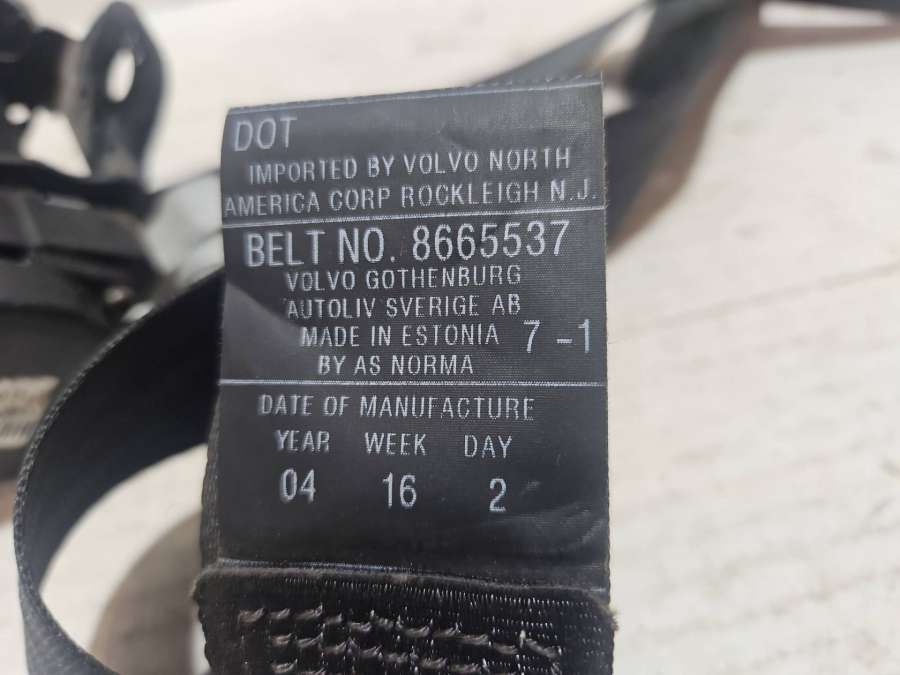 DOT
IMPORTED BY VOLVO NORTH
AMERICA CORP ROCKLEIGH N.J.
BELT NO. 8665537
VOLVO GOTHENBURG
AUTOLIV SVERIGE AB
MADE IN ESTONIA 7-1
BY AS NORMA
DATE OF MANUFACTURE
YEAR WEEK DAY
04 16 2